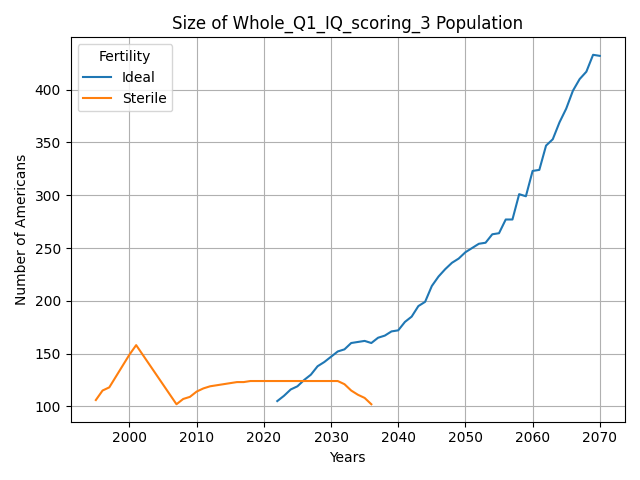 Size of Whole_Q1_IQ_scoring_3 Population
Fertility
Ideal
Sterile
Number of Americans
400
350
300
250
200
150
100
2000 2010 2020 2030 2040 2050 2060 2070
Years